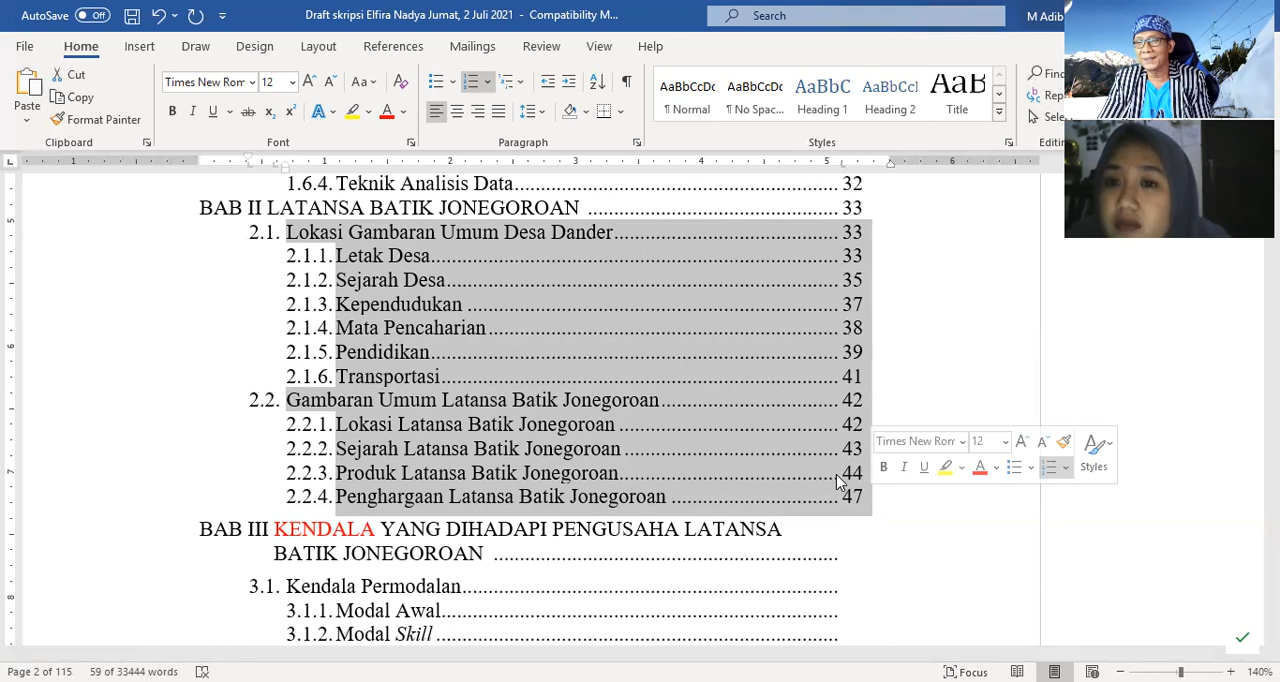 AutoSave Off Draft skripsi Elfira Nadya Jumat, 2 Juli 2021 - Compatibility M... Search M Adib
File Home Insert Draw Design Layout References Mailings Review View Help
Paste Cut Copy Format Painter
Times New Rom 12
AaBbCcDc AaBbCcDc AaBbC AaBbCcl AaB
¶ Normal ¶ No Spac... Heading 1 Heading 2 Title
Clipboard Font Paragraph Styles
1.6.4. Teknik Analisis Data 32
BAB II LATANSA BATIK JONEGOROAN 33
2.1. Lokasi Gambaran Umum Desa Dander 33
2.1.1. Letak Desa 33
2.1.2. Sejarah Desa 35
2.1.3. Kependudukan 37
2.1.4. Mata Pencaharian 38
2.1.5. Pendidikan 39
2.1.6. Transportasi 41
2.2. Gambaran Umum Latansa Batik Jonegoroan 42
2.2.1. Lokasi Latansa Batik Jonegoroan 42
2.2.2. Sejarah Latansa Batik Jonegoroan 43
2.2.3. Produk Latansa Batik Jonegoroan 44
2.2.4. Penghargaan Latansa Batik Jonegoroan 47
Times New Rom 12
Styles
BAB III KENDALA YANG DIHADAPI PENGUSAHA LATANSA
BATIK JONEGOROAN
3.1. Kendala Permodalan
3.1.1. Modal Awal
3.1.2. Modal Skill
Page 2 of 115 59 of 33444 words Focus 140%